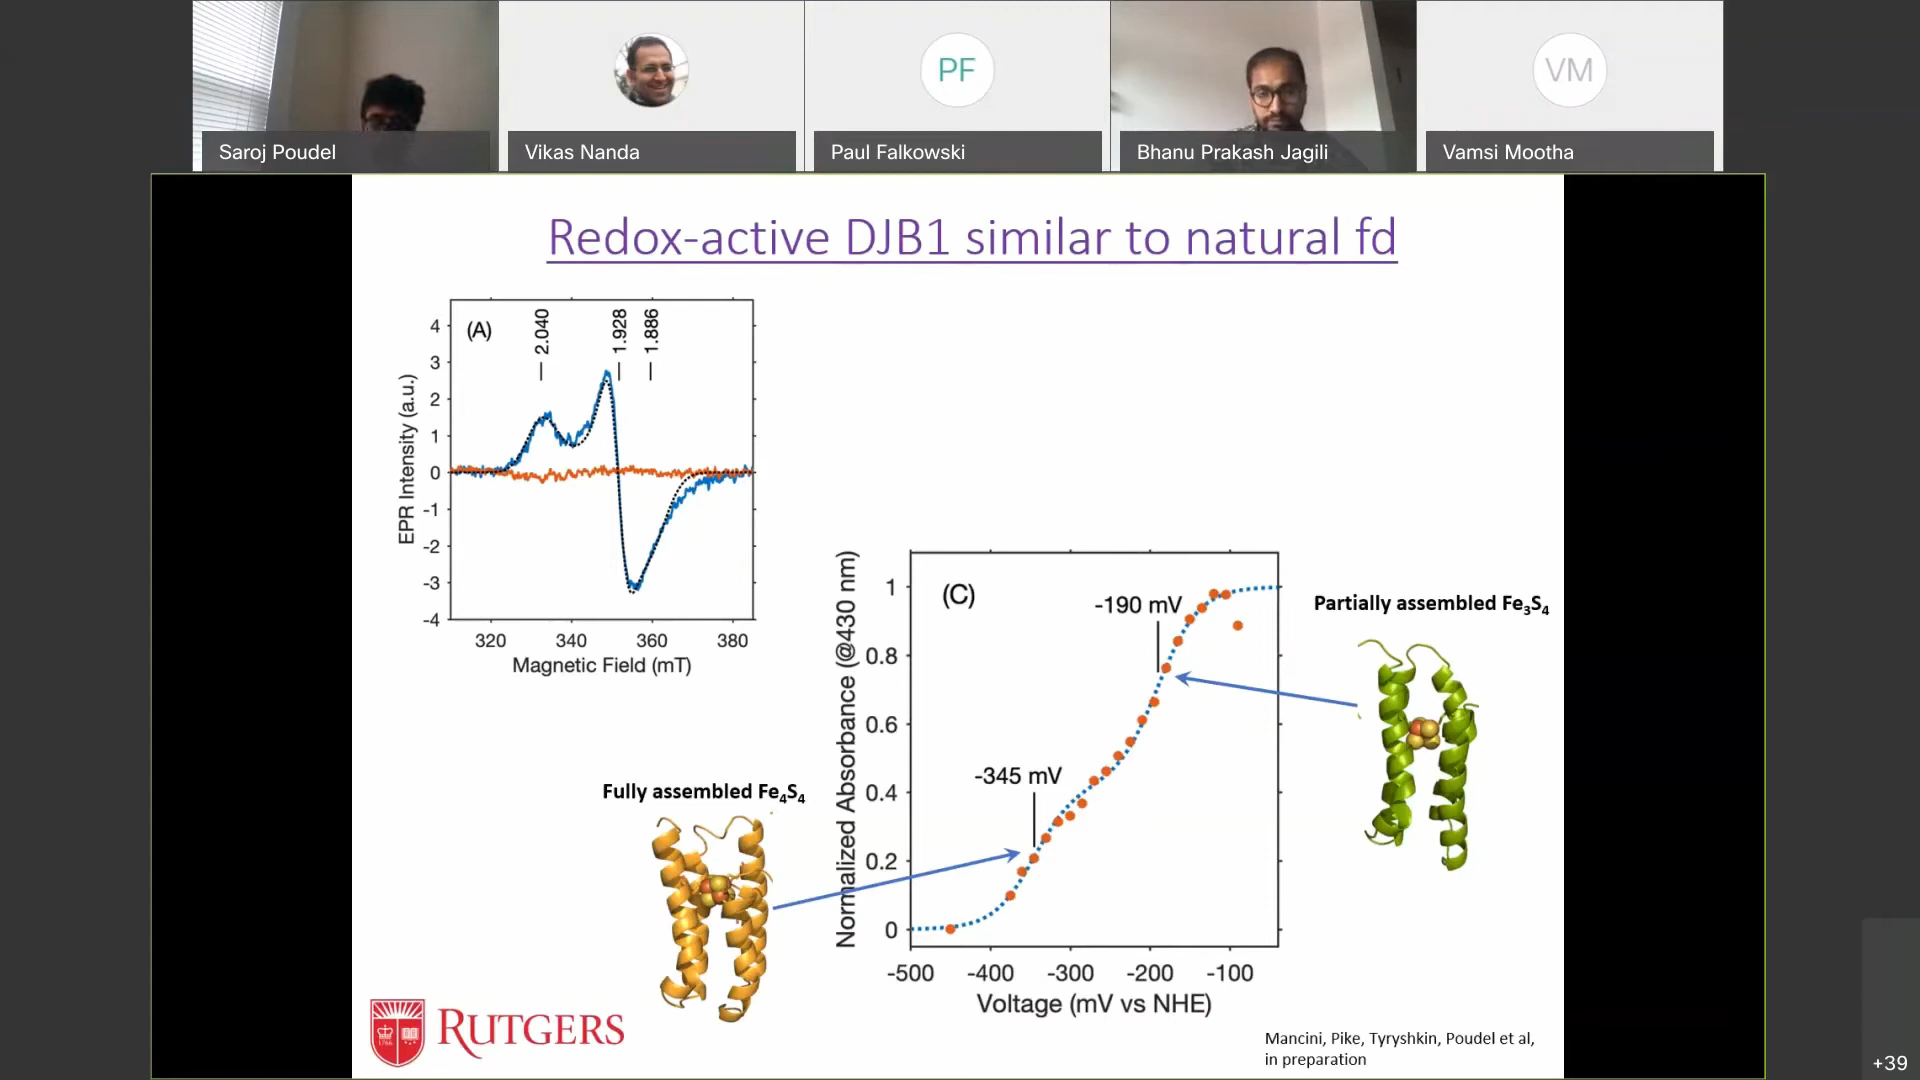 PF
VM
Saroj Poudel
Vikas Nanda
Paul Falkowski
Bhanu Prakash Jagili
Vamsi Mootha
Redox-active DJB1 similar to natural fd
(A)
2.040
1.928
1.886
EPR Intensity (a.u.)
4
3
2
1
0
-1
-2
-3
-4
320 340 360 380
Magnetic Field (mT)
(C)
-190 mV
-345 mV
Normalized Absorbance (@430 nm)
1
0.8
0.6
0.4
0.2
0
-500 -400 -300 -200 -100
Voltage (mV vs NHE)
Partially assembled Fe₃S₄
Fully assembled Fe₄S₄
1766
RUTGERS
Mancini, Pike, Tyryshkin, Poudel et al,
in preparation
+39